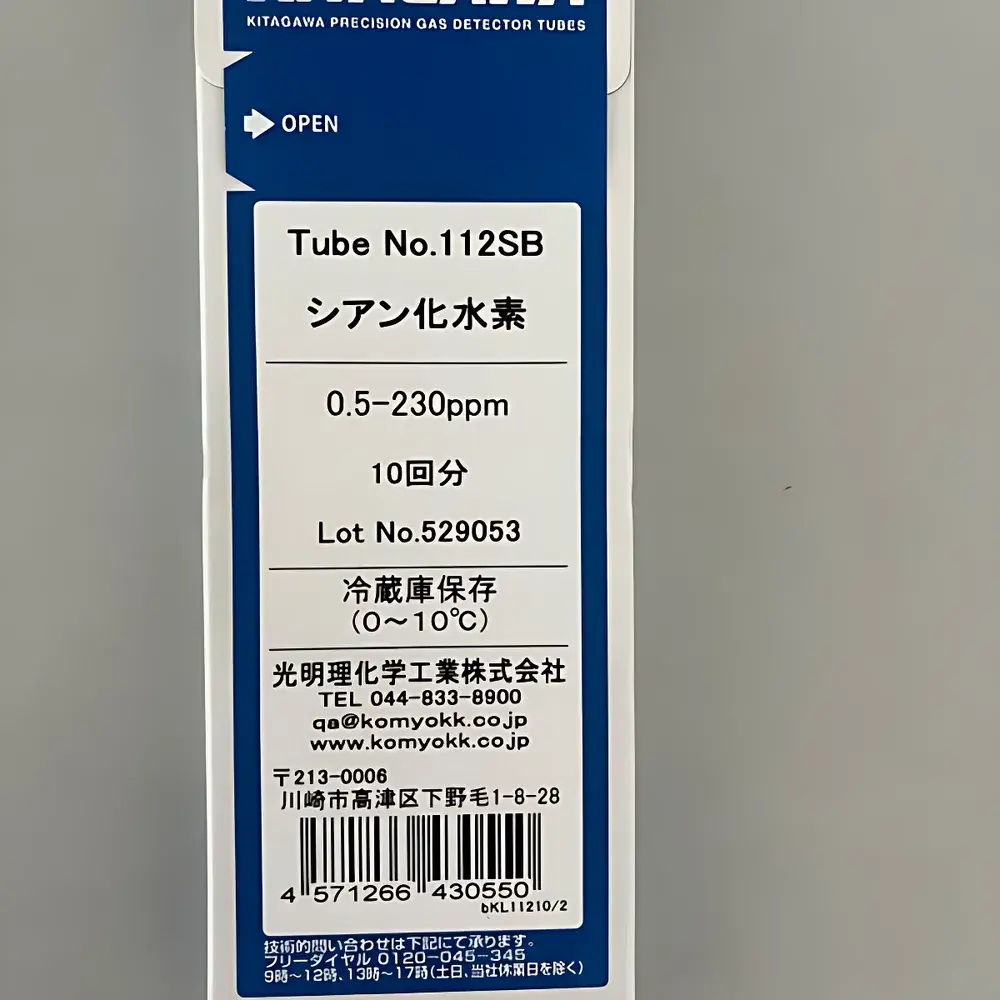 KITAGAWA
KITAGAWA PRECISION GAS DETECTOR TUBES
OPEN
Tube No.112SB
シアン化水素
0.5-230ppm
10回分
Lot No.529053
冷蔵庫保存
(0～10℃)
光明理化学工業株式会社
TEL 044-833-8900
qa@komyokk.co.jp
www.komyokk.co.jp
〒213-0006
川崎市高津区下野毛1-8-28
4 571266 430550
bKL11210/2
技術的問い合わせは下記にて承ります。
フリーダイヤル 0120-045-345
9時～12時、13時～17時(土日、当社休業日を除く)